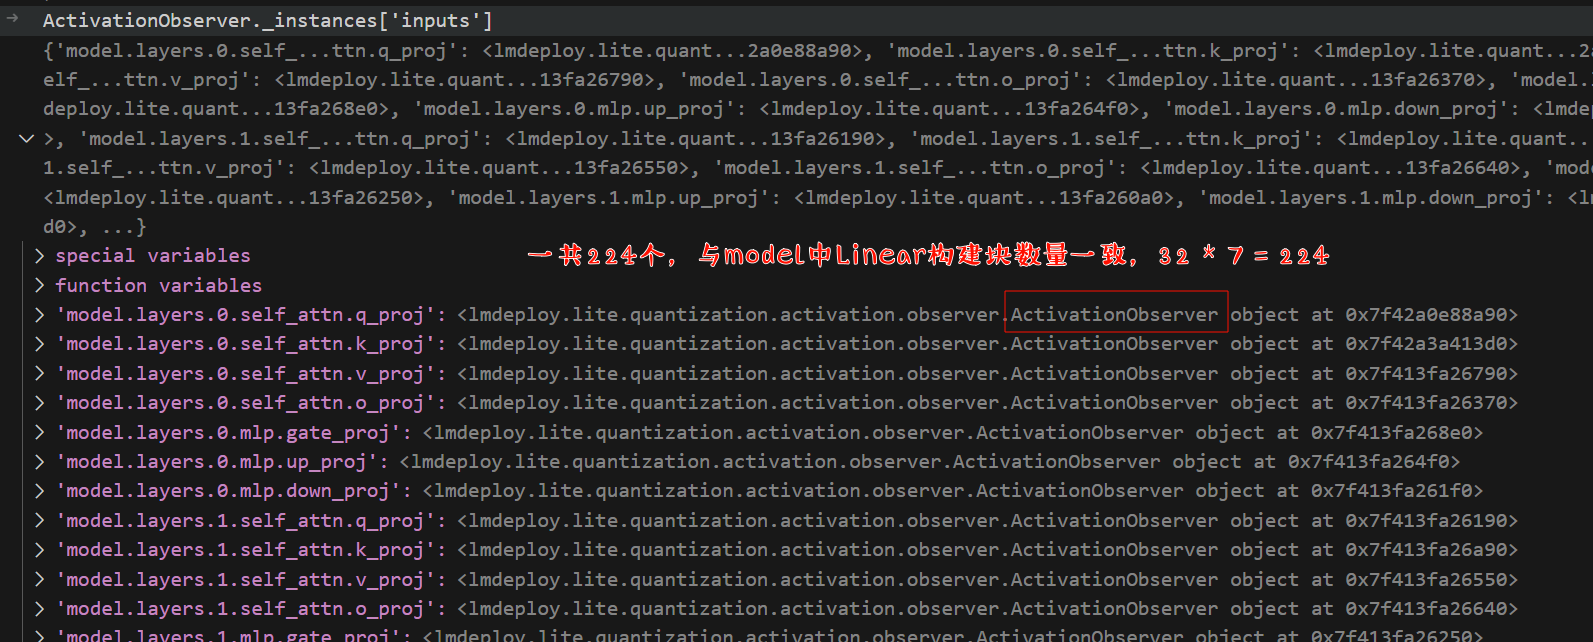 → ActivationObserver._instances['inputs']
{'model.layers.0.self_...ttn.q_proj': <lmdeploy.lite.quant...2a0e88a90>, 'model.layers.0.self_...ttn.k_proj': <lmdeploy.lite.quant...2a
elf_...ttn.v_proj': <lmdeploy.lite.quant...13fa26790>, 'model.layers.0.self_...ttn.o_proj': <lmdeploy.lite.quant...13fa26370>, 'model.
deploy.lite.quant...13fa268e0>, 'model.layers.0.mlp.up_proj': <lmdeploy.lite.quant...13fa264f0>, 'model.layers.0.mlp.down_proj': <lmdep
>, 'model.layers.1.self_...ttn.q_proj': <lmdeploy.lite.quant...13fa26190>, 'model.layers.1.self_...ttn.k_proj': <lmdeploy.lite.quant...
1.self_...ttn.v_proj': <lmdeploy.lite.quant...13fa26550>, 'model.layers.1.self_...ttn.o_proj': <lmdeploy.lite.quant...13fa26640>, 'mod
<lmdeploy.lite.quant...13fa26250>, 'model.layers.1.mlp.up_proj': <lmdeploy.lite.quant...13fa260a0>, 'model.layers.1.mlp.down_proj': <lm
d0>, ...}
一共224个，与model中Linear构建块数量一致，32 * 7 = 224
> special variables
> function variables
> 'model.layers.0.self_attn.q_proj': <lmdeploy.lite.quantization.activation.observer.ActivationObserver object at 0x7f42a0e88a90>
> 'model.layers.0.self_attn.k_proj': <lmdeploy.lite.quantization.activation.observer.ActivationObserver object at 0x7f42a3a413d0>
> 'model.layers.0.self_attn.v_proj': <lmdeploy.lite.quantization.activation.observer.ActivationObserver object at 0x7f413fa26790>
> 'model.layers.0.self_attn.o_proj': <lmdeploy.lite.quantization.activation.observer.ActivationObserver object at 0x7f413fa26370>
> 'model.layers.0.mlp.gate_proj': <lmdeploy.lite.quantization.activation.observer.ActivationObserver object at 0x7f413fa268e0>
> 'model.layers.0.mlp.up_proj': <lmdeploy.lite.quantization.activation.observer.ActivationObserver object at 0x7f413fa264f0>
> 'model.layers.0.mlp.down_proj': <lmdeploy.lite.quantization.activation.observer.ActivationObserver object at 0x7f413fa261f0>
> 'model.layers.1.self_attn.q_proj': <lmdeploy.lite.quantization.activation.observer.ActivationObserver object at 0x7f413fa26190>
> 'model.layers.1.self_attn.k_proj': <lmdeploy.lite.quantization.activation.observer.ActivationObserver object at 0x7f413fa26a90>
> 'model.layers.1.self_attn.v_proj': <lmdeploy.lite.quantization.activation.observer.ActivationObserver object at 0x7f413fa26550>
> 'model.layers.1.self_attn.o_proj': <lmdeploy.lite.quantization.activation.observer.ActivationObserver object at 0x7f413fa26640>
> 'model.layers.1.mlp.gate_proj': <lmdeploy.lite.quantization.activation.observer.ActivationObserver object at 0x7f413fa26250>